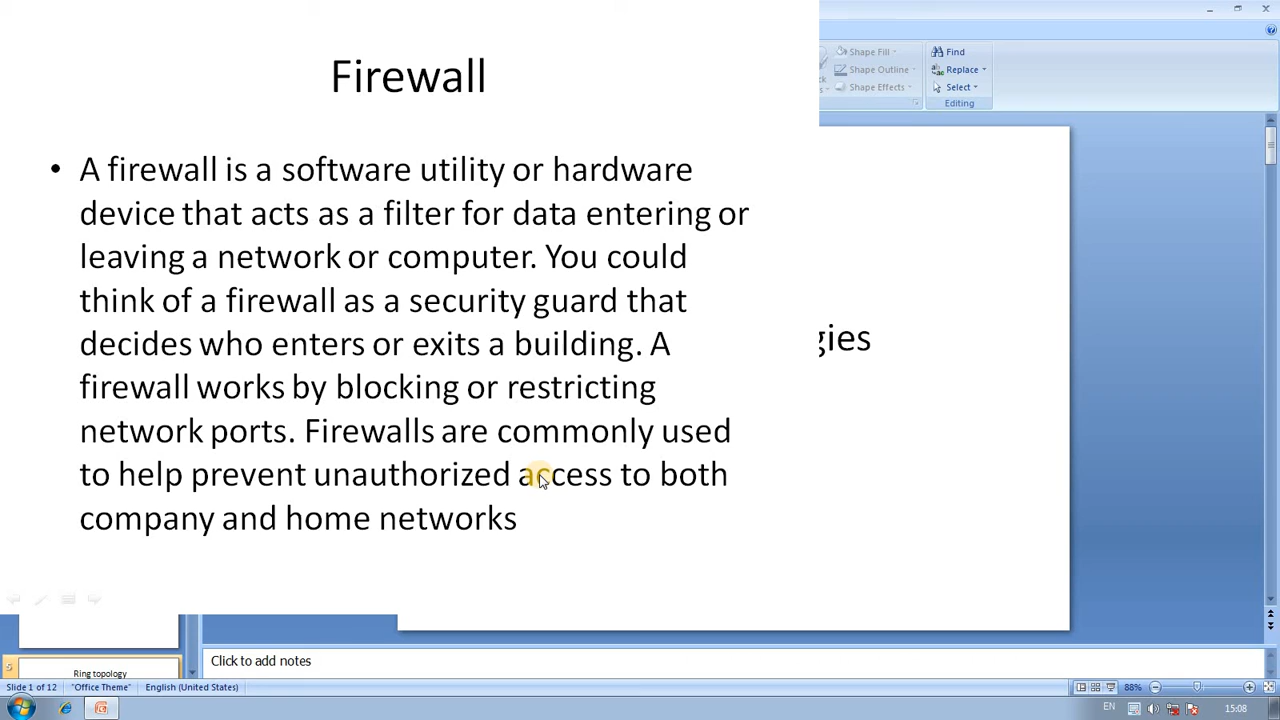 Firewall
• A firewall is a software utility or hardware
device that acts as a filter for data entering or
leaving a network or computer. You could
think of a firewall as a security guard that
decides who enters or exits a building. A
firewall works by blocking or restricting
network ports. Firewalls are commonly used
to help prevent unauthorized access to both
company and home networks
Shape Fill
Shape Outline
Shape Effects
Find
Replace
Select
Editing
gies
5
Ring topology
Click to add notes
Slide 1 of 12
"Office Theme"
English (United States)
88%
EN
15:08